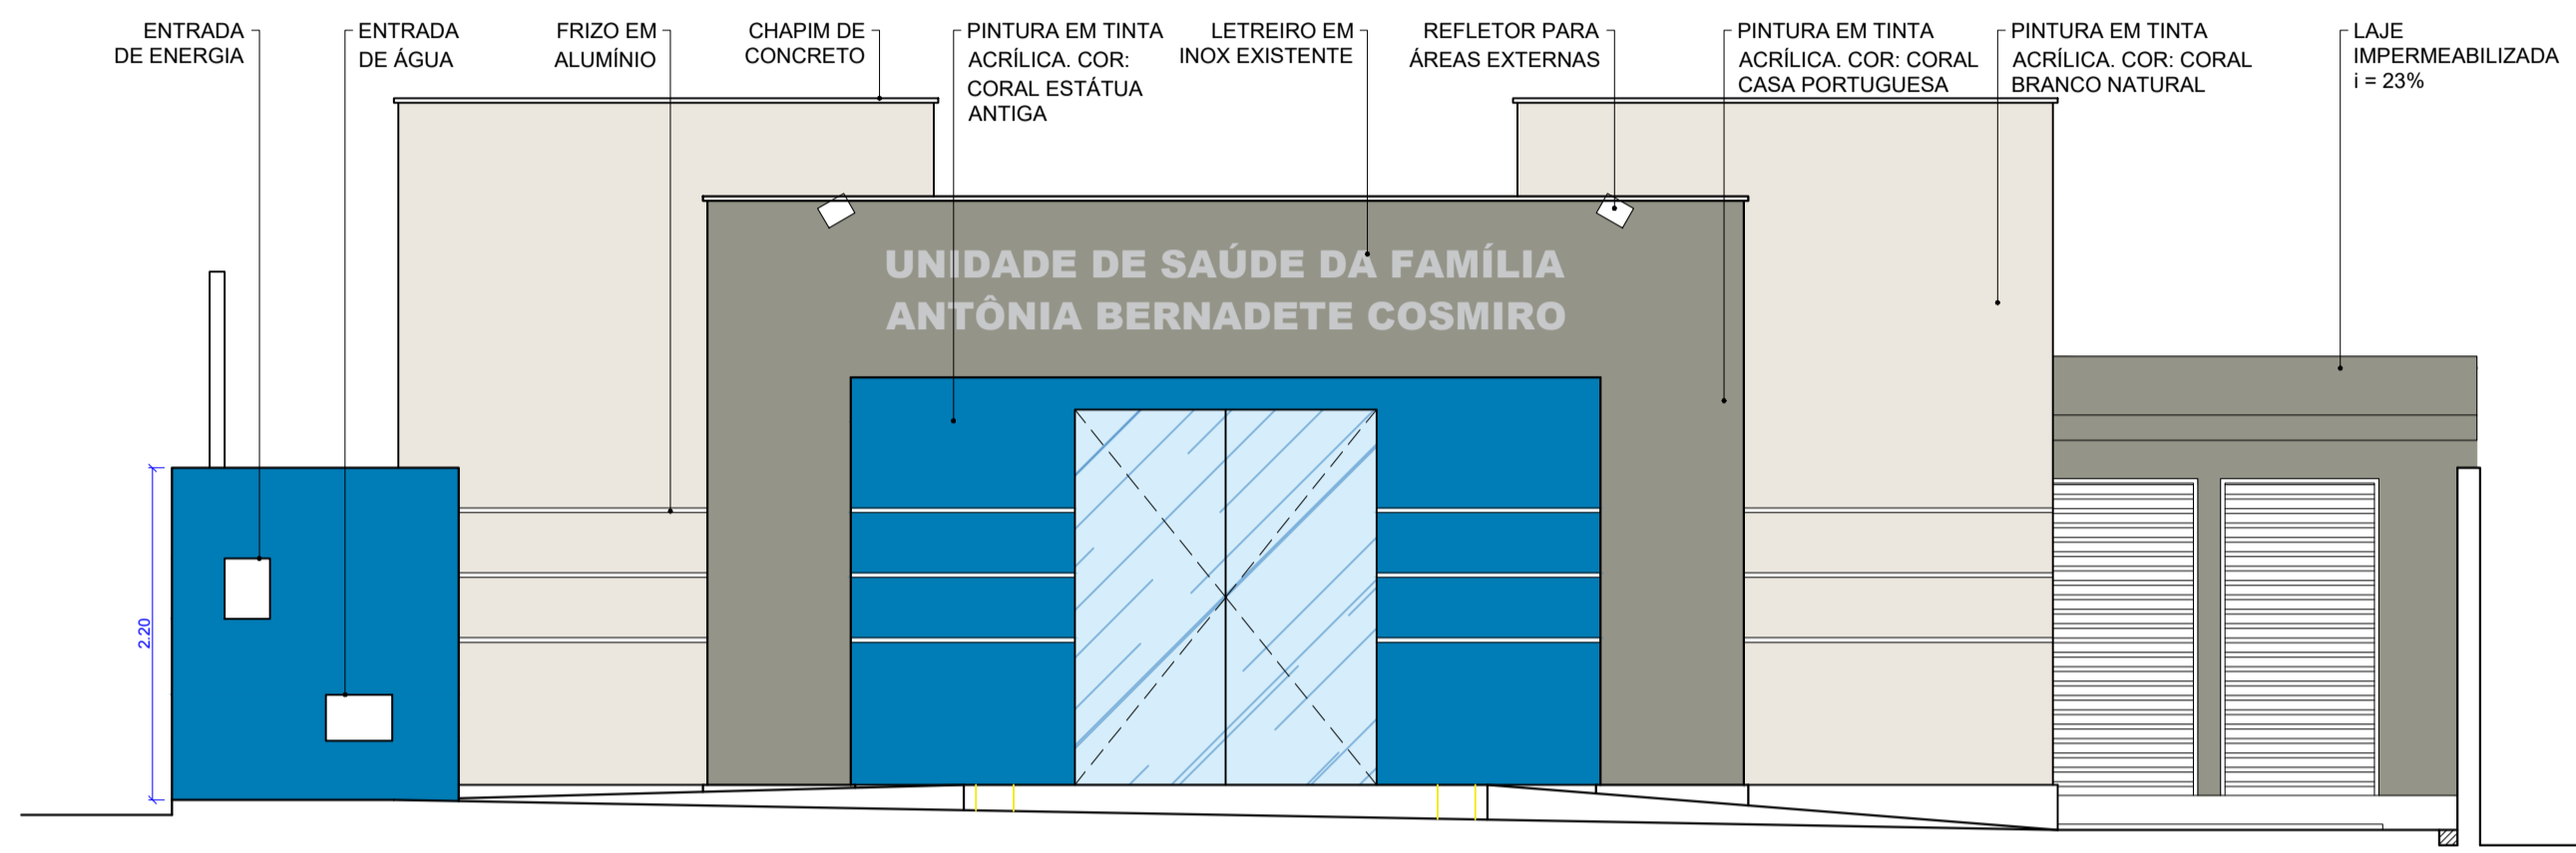 ENTRADA
DE ENERGIA
ENTRADA
DE ÁGUA
FRIZO EM
ALUMÍNIO
CHAPIM DE
CONCRETO
PINTURA EM TINTA
ACRÍLICA. COR:
CORAL ESTÁTUA
ANTIGA
LETREIRO EM
INOX EXISTENTE
REFLETOR PARA
ÁREAS EXTERNAS
PINTURA EM TINTA
ACRÍLICA. COR: CORAL
CASA PORTUGUESA
PINTURA EM TINTA
ACRÍLICA. COR: CORAL
BRANCO NATURAL
LAJE
IMPERMEABILIZADA
i = 23%
UNIDADE DE SAÚDE DA FAMÍLIA
ANTÔNIA BERNADETE COSMIRO
2.20